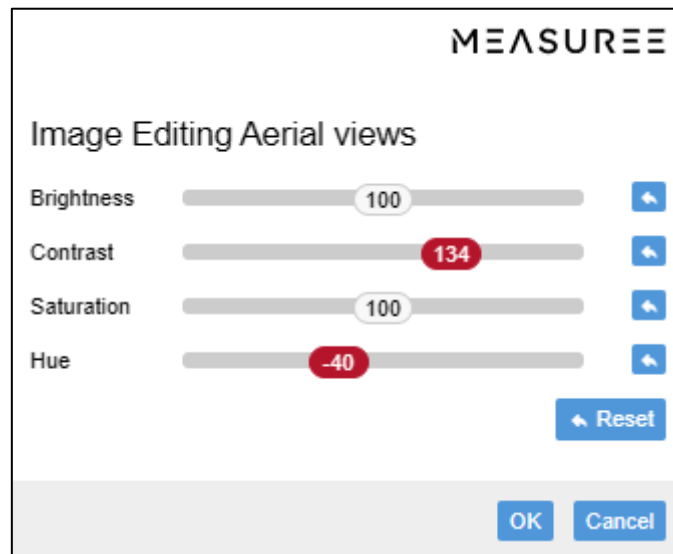 MEASUREE
Image Editing Aerial views
Brightness 100
Contrast 134
Saturation 100
Hue -40
Reset
OK Cancel